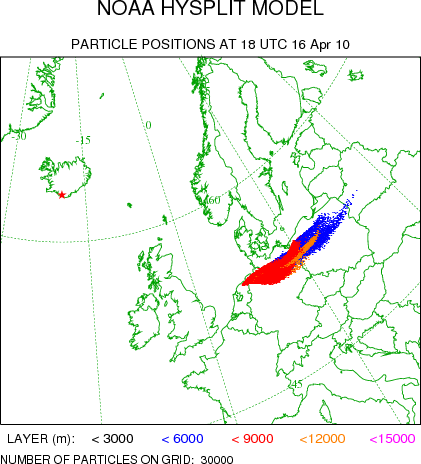 NOAA HYSPLIT MODEL
PARTICLE POSITIONS AT 18 UTC 16 Apr 10
-30
-15
0
60
45
LAYER (m): < 3000 < 6000 < 9000 <12000 <15000
NUMBER OF PARTICLES ON GRID: 30000